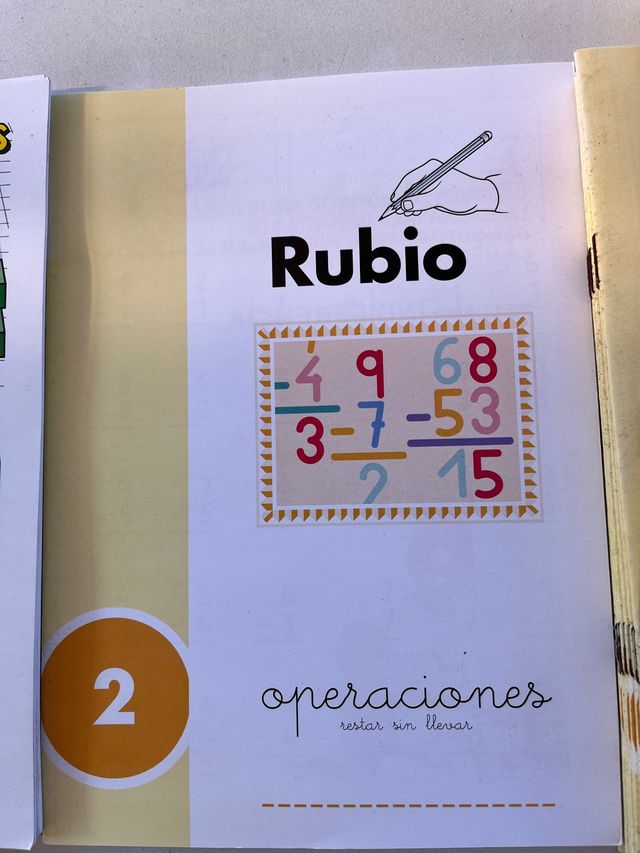 Rubio
9 68
-4 -7 -53
3 2 15
2
operaciones
restar sin llevar